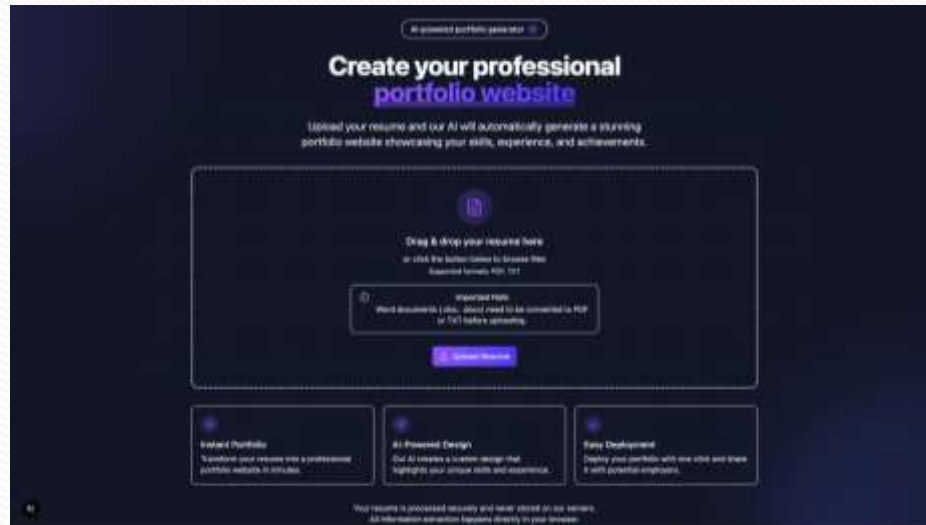 AI-powered portfolio generator
Create your professional
portfolio website
Upload your resume and our AI will automatically generate a stunning
portfolio website showcasing your skills, experience, and achievements.
Drag & drop your resume here
or click the button below to browse files
Supported formats: PDF, TXT
Important Note
Word documents (.doc, .docx) need to be converted to PDF
or TXT before uploading.
Upload Resume
Instant Portfolio
Transform your resume into a professional
portfolio website in minutes.
AI-Powered Design
Our AI creates a custom design that
highlights your unique skills and experience.
Easy Deployment
Deploy your portfolio with one click and share
it with potential employers.
Your resume is processed securely and never stored on our servers.
All information extraction happens directly in your browser.